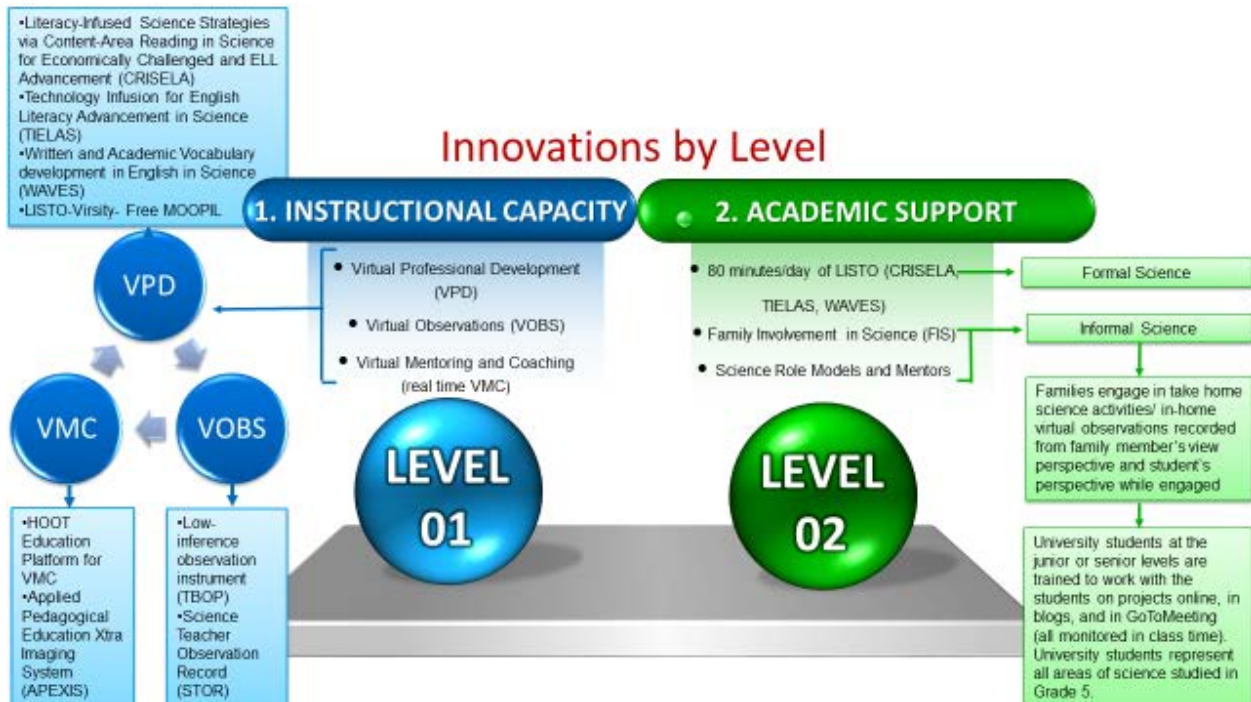 •Literacy-Infused Science Strategies
via Content-Area Reading in Science
for Economically Challenged and ELL
Advancement (CRISELA)
•Technology Infusion for English
Literacy Advancement in Science
(TIELAS)
•Written and Academic Vocabulary
development in English in Science
(WAVES)
•LISTO-Virsity- Free MOOPIL
VPD
VMC
VOBS
•HOOT
Education
Platform for
VMC
•Applied
Pedagogical
Education Xtra
Imaging
System
(APEXIS)
•Low-
inference
observation
instrument
(TBOP)
•Science
Teacher
Observation
Record
(STOR)
Innovations by Level
1. INSTRUCTIONAL CAPACITY
• Virtual Professional Development
(VPD)
• Virtual Observations (VOBS)
• Virtual Mentoring and Coaching
(real time VMC)
LEVEL
01
2. ACADEMIC SUPPORT
• 80 minutes/day of LISTO (CRISELA,
TIELAS, WAVES)
• Family Involvement in Science (FIS)
• Science Role Models and Mentors
LEVEL
02
Formal Science
Informal Science
Families engage in take home
science activities/ in-home
virtual observations recorded
from family member's view
perspective and student's
perspective while engaged
University students at the
junior or senior levels are
trained to work with the
students on projects online, in
blogs, and in GoToMeeting
(all monitored in class time).
University students represent
all areas of science studied in
Grade 5.